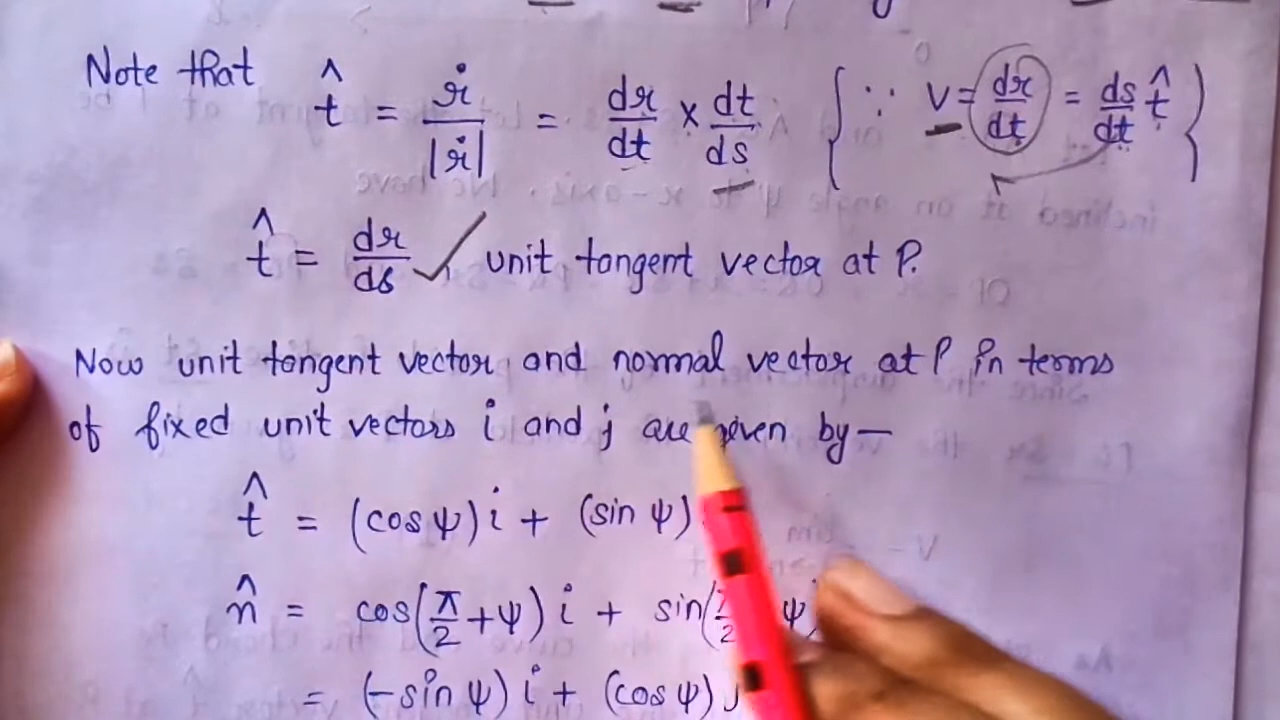 Note that t̂ = ṙ/|ṙ| = dr/dt × dt/ds {∵ v = dr/dt = ds/dt t̂}
t̂ = dr/ds ✓ unit tangent vector at P.
Now unit tangent vector and normal vector at P in terms
of fixed unit vectors i and j are given by—
t̂ = (cos ψ) i + (sin ψ)
n̂ = cos(π/2 + ψ) i + sin(π/2 ψ)
= (-sin ψ) i + (cos ψ) j